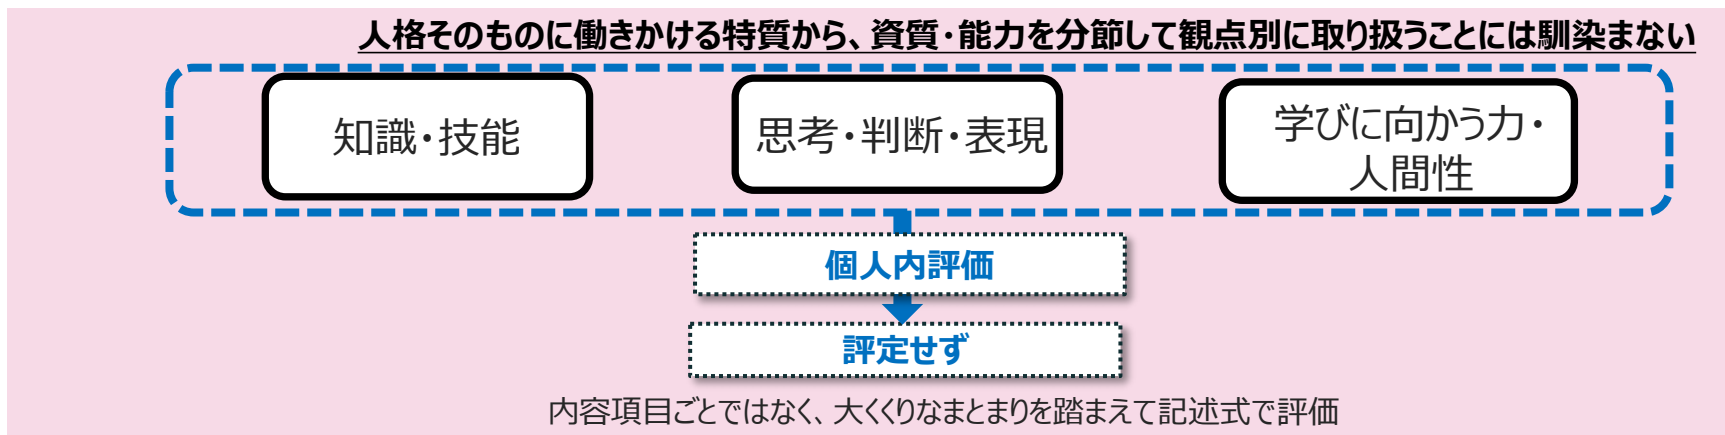 人格そのものに働きかける特質から、資質・能力を分節して観点別に取り扱うことには馴染まない
知識・技能
思考・判断・表現
学びに向かう力・
人間性
個人内評価
評定せず
内容項目ごとではなく、大くくりなまとまりを踏まえて記述式で評価